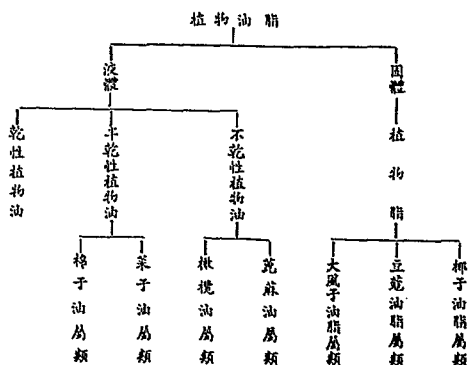 植物油脂
液體
固體
乾性植物油
半乾性植物油
不乾性植物油
植物脂
棉子油屬類
菜子油屬類
橄欖油屬類
蓖蔴油屬類
大風子油脂屬類
豆蔻油脂屬類
椰子油脂屬類